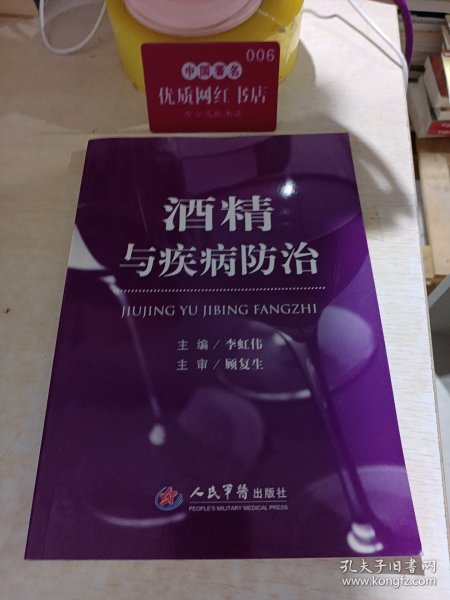 006
中国著名
优质网红书店
酒精
与疾病防治
JIUJING YU JIBING FANGZHI
主 编/李虹伟
主 审/顾复生
人民军医出版社
PEOPLE'S MILITARY MEDICAL PRESS
孔夫子旧书网
www.kongfz.com